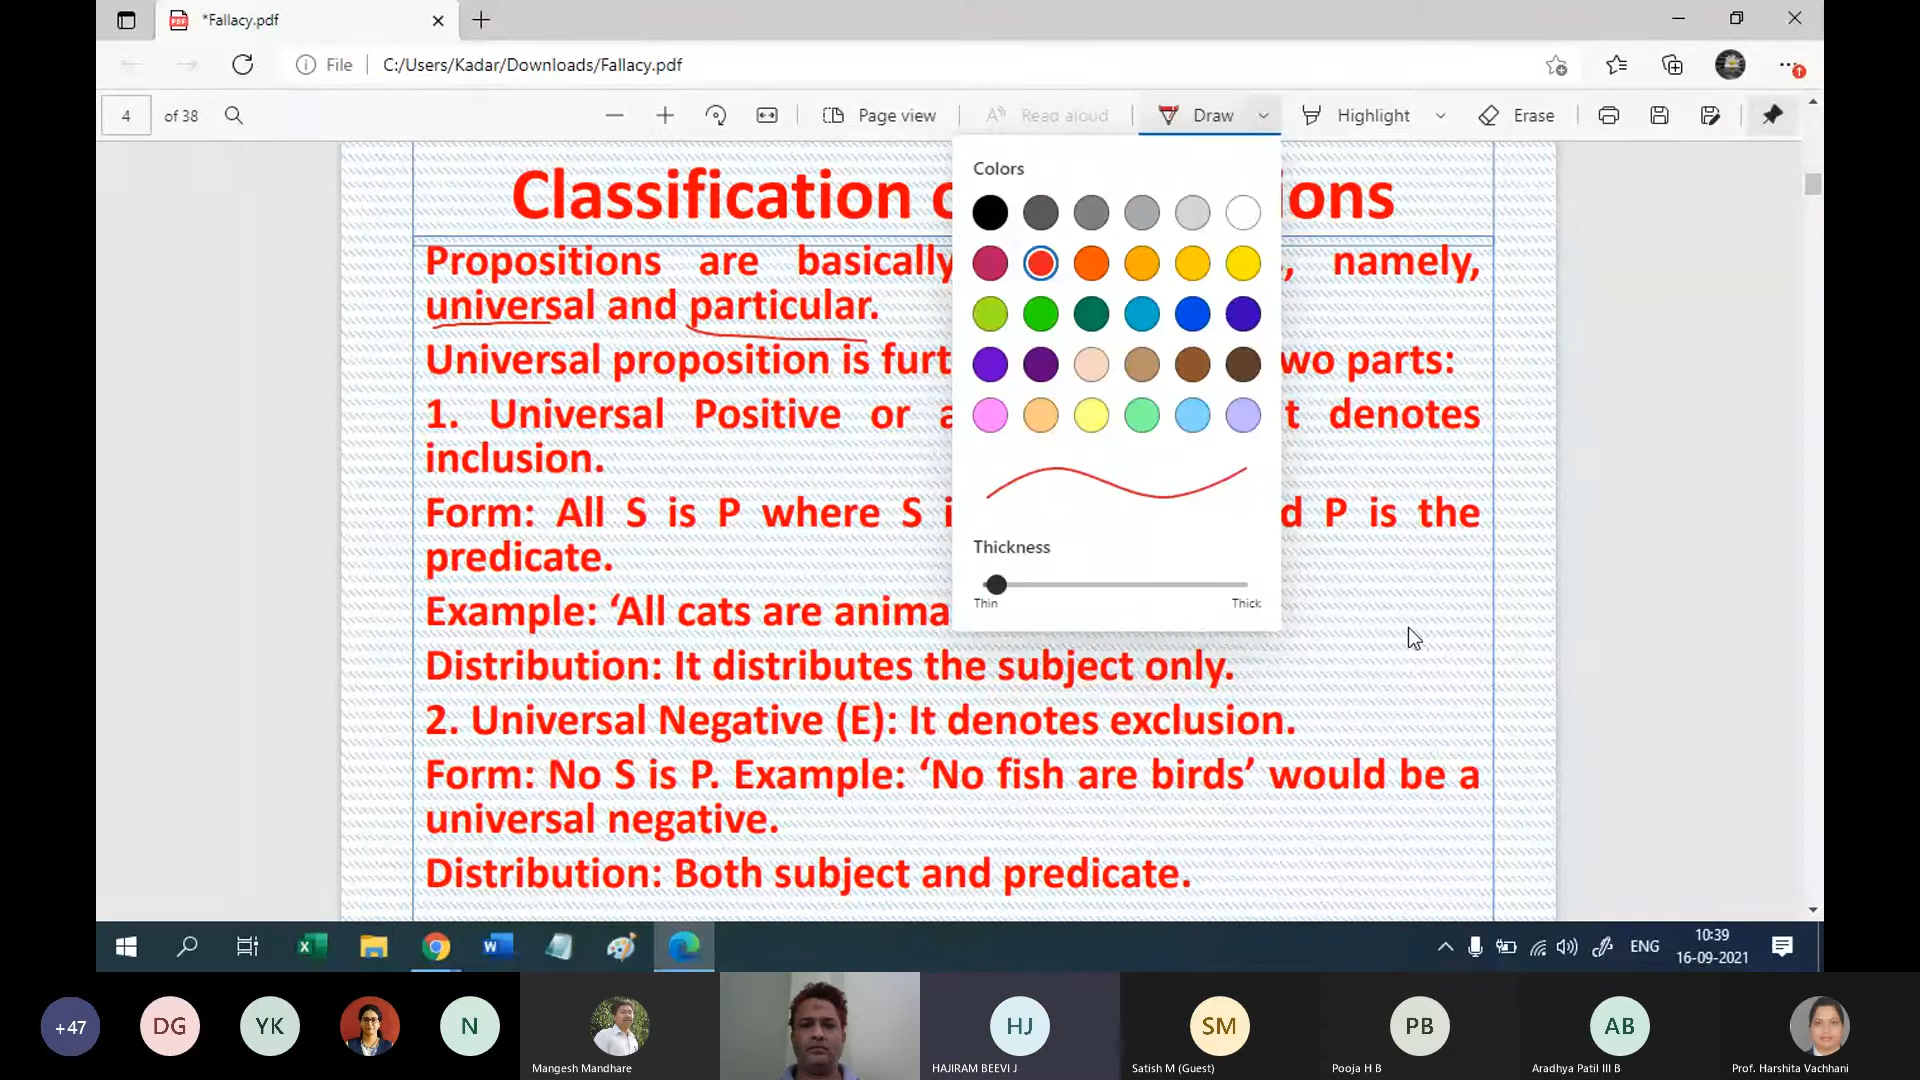 *Fallacy.pdf
File C:/Users/Kadar/Downloads/Fallacy.pdf
4 of 38 Page view Read aloud Draw Highlight Erase
Classification ons
Propositions are basically , namely,
universal and particular.
Universal proposition is furt wo parts:
1. Universal Positive or a t denotes
inclusion.
Form: All S is P where S i d P is the
predicate.
Example: ‘All cats are anima
Distribution: It distributes the subject only.
2. Universal Negative (E): It denotes exclusion.
Form: No S is P. Example: ‘No fish are birds’ would be a
universal negative.
Distribution: Both subject and predicate.
Colors
Thickness
Thin Thick
ENG
10:39
16-09-2021
+47 DG YK N HJ SM PB AB
Mangesh Mandhare HAJIRAM BEEVI J Satish M (Guest) Pooja H B Aradhya Patil III B Prof. Harshita Vachhani